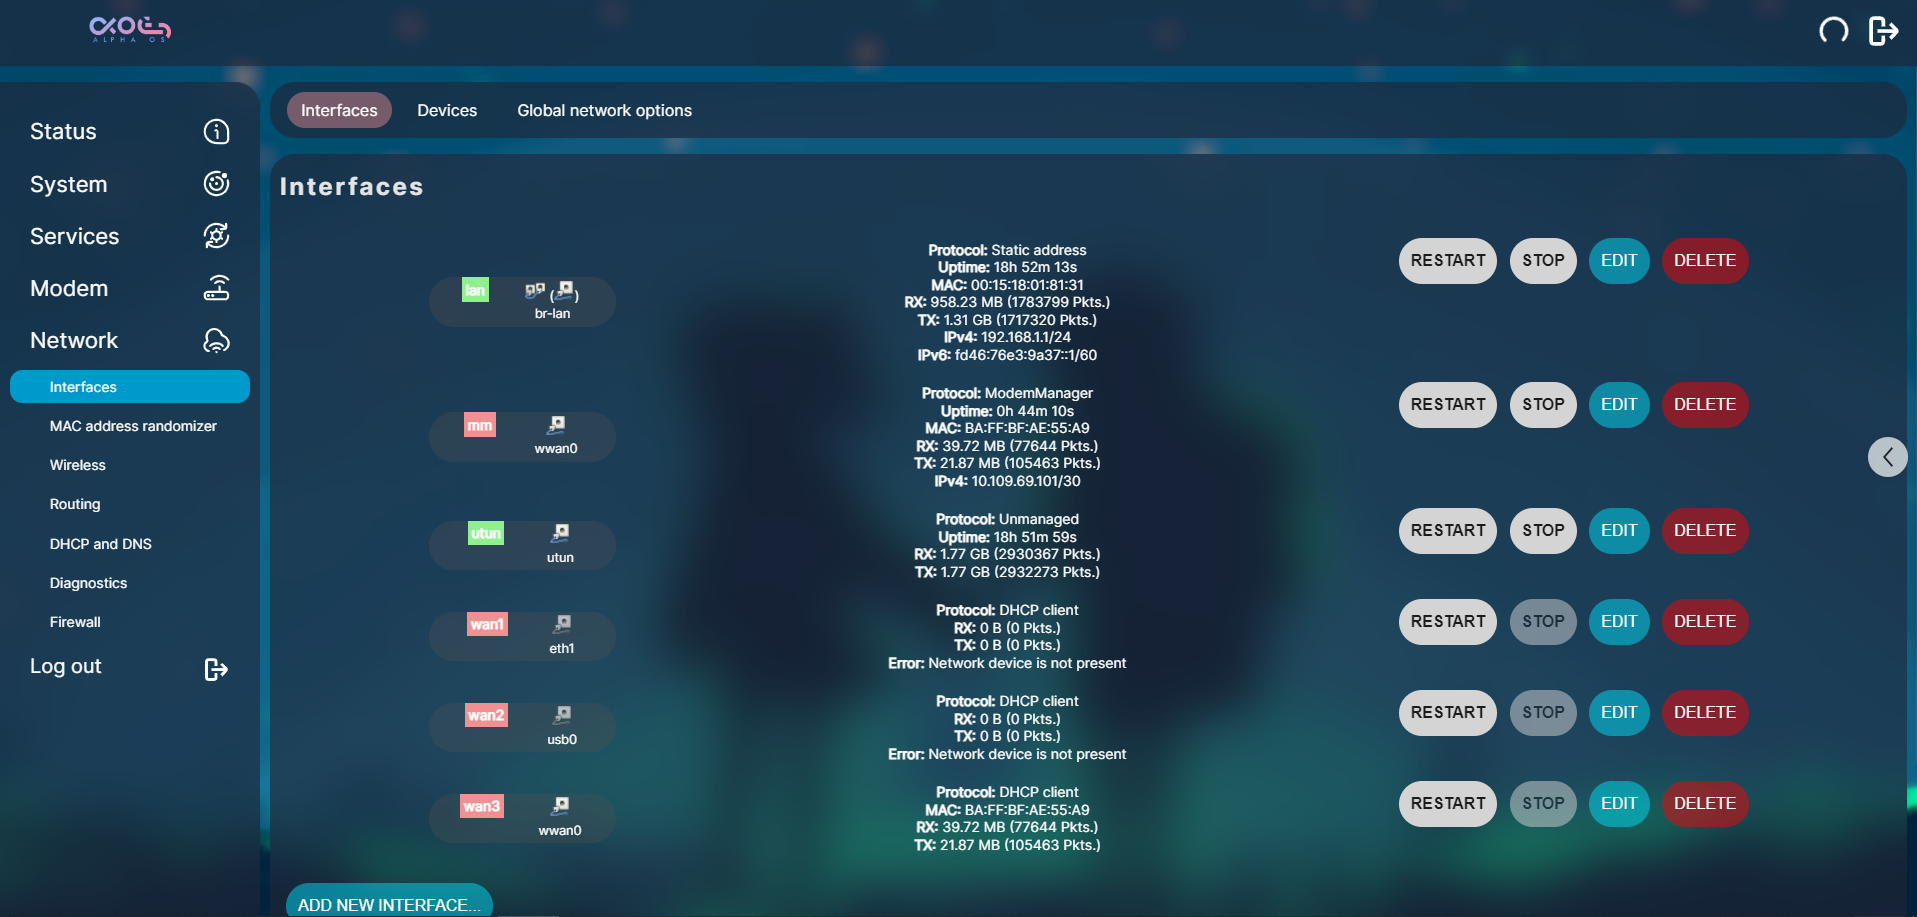 ALPHA OS
Status
System
Services
Modem
Network
Interfaces
MAC address randomizer
Wireless
Routing
DHCP and DNS
Diagnostics
Firewall
Log out
Interfaces Devices Global network options
Interfaces
lan
( )
br-lan
Protocol: Static address
Uptime: 18h 52m 13s
MAC: 00:15:18:01:81:31
RX: 958.23 MB (1783799 Pkts.)
TX: 1.31 GB (1717320 Pkts.)
IPv4: 192.168.1.1/24
IPv6: fd46:76e3:9a37::1/60
RESTART STOP EDIT DELETE
mm
wwan0
Protocol: ModemManager
Uptime: 0h 44m 10s
MAC: BA:FF:BF:AE:55:A9
RX: 39.72 MB (77644 Pkts.)
TX: 21.87 MB (105463 Pkts.)
IPv4: 10.109.69.101/30
RESTART STOP EDIT DELETE
utun
utun
Protocol: Unmanaged
Uptime: 18h 51m 59s
RX: 1.77 GB (2930367 Pkts.)
TX: 1.77 GB (2932273 Pkts.)
RESTART STOP EDIT DELETE
wan1
eth1
Protocol: DHCP client
RX: 0 B (0 Pkts.)
TX: 0 B (0 Pkts.)
Error: Network device is not present
RESTART STOP EDIT DELETE
wan2
usb0
Protocol: DHCP client
RX: 0 B (0 Pkts.)
TX: 0 B (0 Pkts.)
Error: Network device is not present
RESTART STOP EDIT DELETE
wan3
wwan0
Protocol: DHCP client
MAC: BA:FF:BF:AE:55:A9
RX: 39.72 MB (77644 Pkts.)
TX: 21.87 MB (105463 Pkts.)
RESTART STOP EDIT DELETE
ADD NEW INTERFACE...